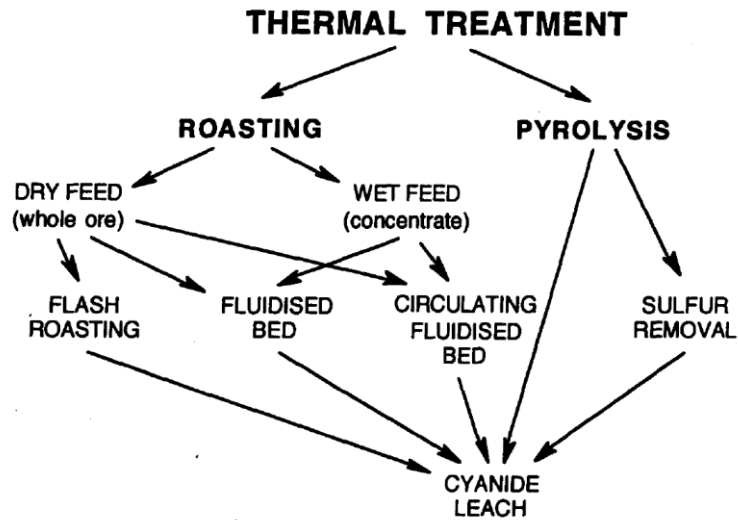 THERMAL TREATMENT
ROASTING
PYROLYSIS
DRY FEED
(whole ore)
WET FEED
(concentrate)
FLASH
ROASTING
FLUIDISED
BED
CIRCULATING
FLUIDISED
BED
SULFUR
REMOVAL
CYANIDE
LEACH